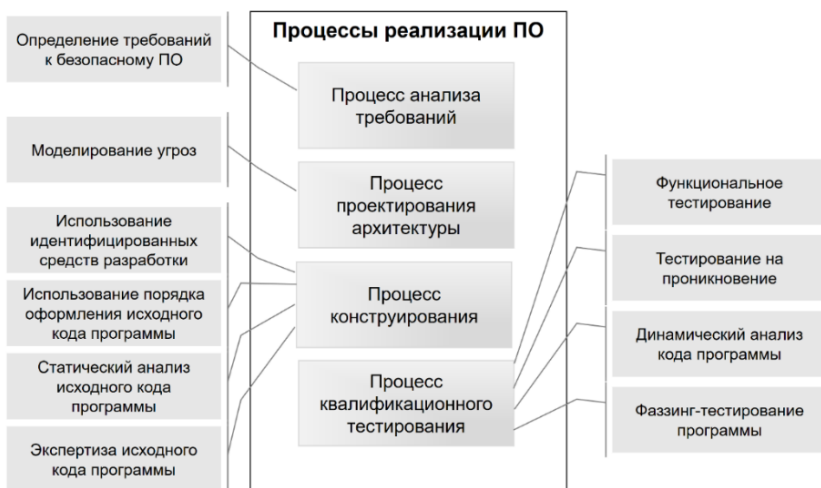 Процессы реализации ПО
Определение требований
к безопасному ПО
Моделирование угроз
Использование
идентифицированных
средств разработки
Использование порядка
оформления исходного
кода программы
Статический анализ
исходного кода
программы
Экспертиза исходного
кода программы
Процесс анализа
требований
Процесс
проектирования
архитектуры
Процесс
конструирования
Процесс
квалификационного
тестирования
Функциональное
тестирование
Тестирование на
проникновение
Динамический анализ
кода программы
Фаззинг-тестирование
программы